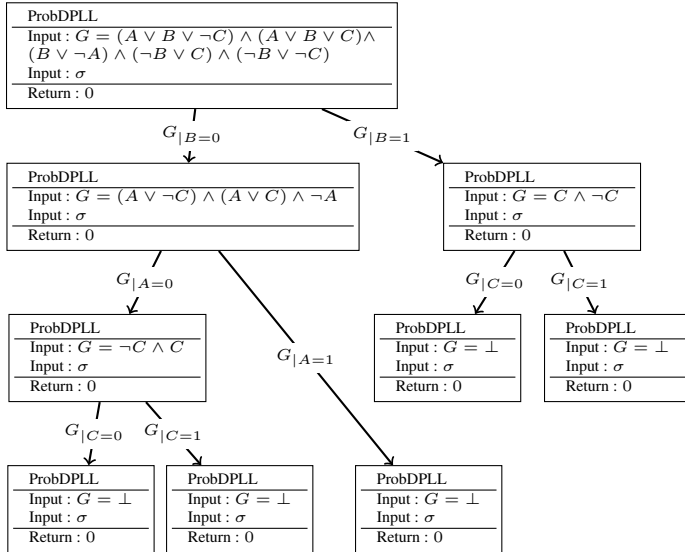 ProbDPLL
Input : G = (A ∨ B ∨ ¬C) ∧ (A ∨ B ∨ C)∧
(B ∨ ¬A) ∧ (¬B ∨ C) ∧ (¬B ∨ ¬C)
Input : σ
Return : 0
G|B=0
G|B=1
ProbDPLL
Input : G = (A ∨ ¬C) ∧ (A ∨ C) ∧ ¬A
Input : σ
Return : 0
ProbDPLL
Input : G = C ∧ ¬C
Input : σ
Return : 0
G|A=0
G|A=1
G|C=0
G|C=1
ProbDPLL
Input : G = ¬C ∧ C
Input : σ
Return : 0
ProbDPLL
Input : G = ⊥
Input : σ
Return : 0
ProbDPLL
Input : G = ⊥
Input : σ
Return : 0
G|C=0
G|C=1
ProbDPLL
Input : G = ⊥
Input : σ
Return : 0
ProbDPLL
Input : G = ⊥
Input : σ
Return : 0
ProbDPLL
Input : G = ⊥
Input : σ
Return : 0